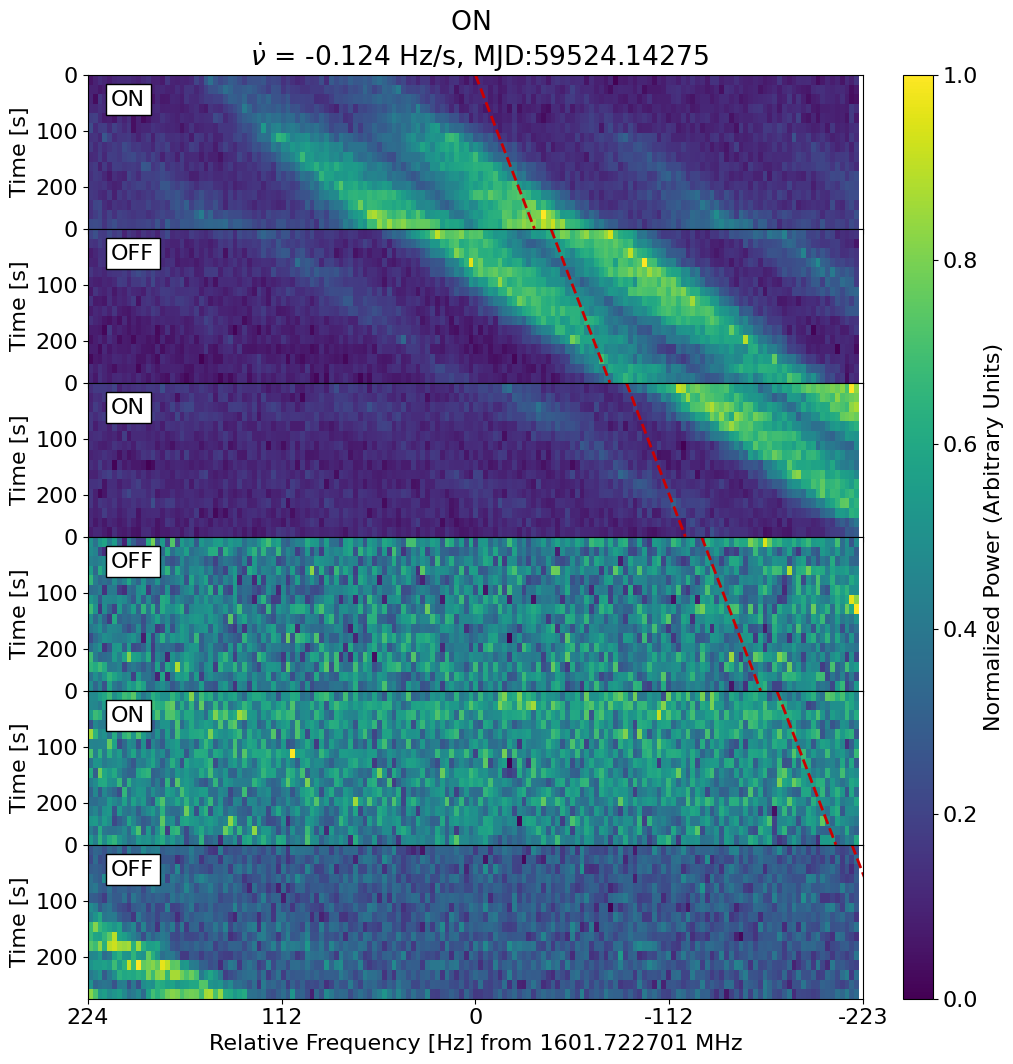 ON
ν̇ = -0.124 Hz/s, MJD:59524.14275
0
ON
100
200
Time [s]
0
OFF
100
200
Time [s]
0
ON
100
200
Time [s]
0
OFF
100
200
Time [s]
0
ON
100
200
Time [s]
0
OFF
100
200
Time [s]
224 112 0 -112 -223
Relative Frequency [Hz] from 1601.722701 MHz
1.0
0.8
0.6
0.4
0.2
0.0
Normalized Power (Arbitrary Units)